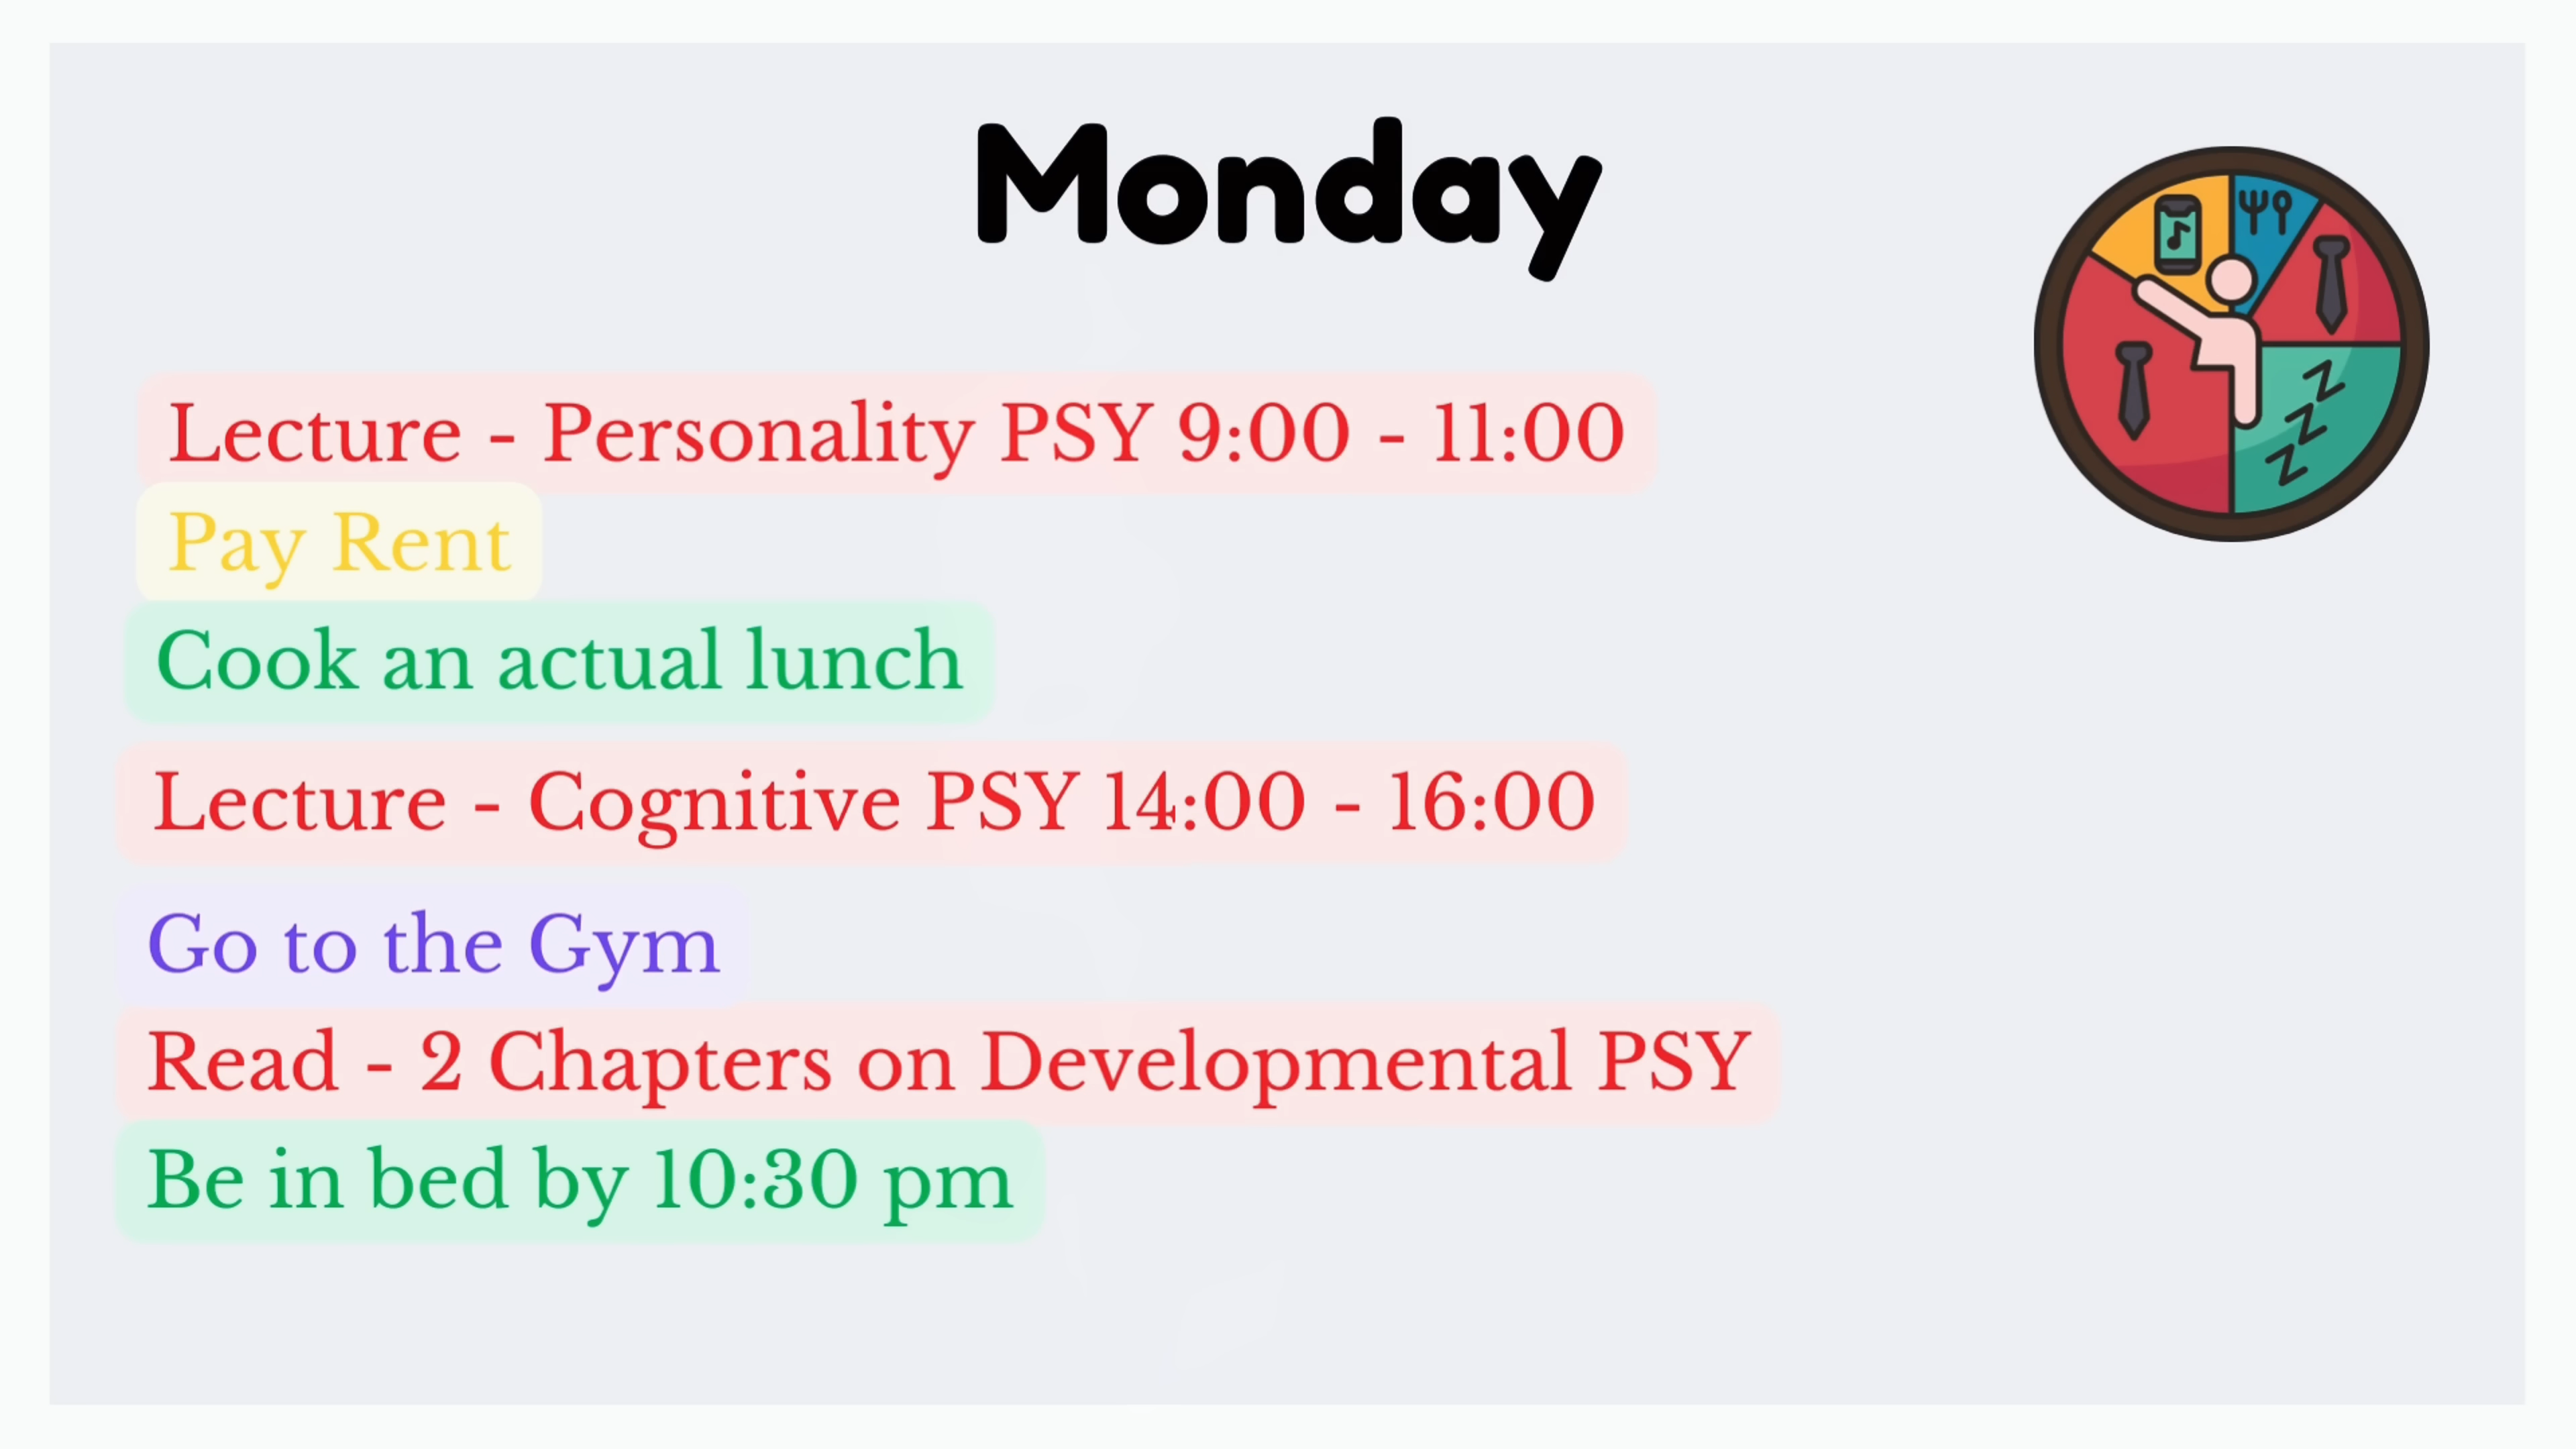 Monday
Lecture - Personality PSY 9:00 - 11:00
Pay Rent
Cook an actual lunch
Lecture - Cognitive PSY 14:00 - 16:00
Go to the Gym
Read - 2 Chapters on Developmental PSY
Be in bed by 10:30 pm